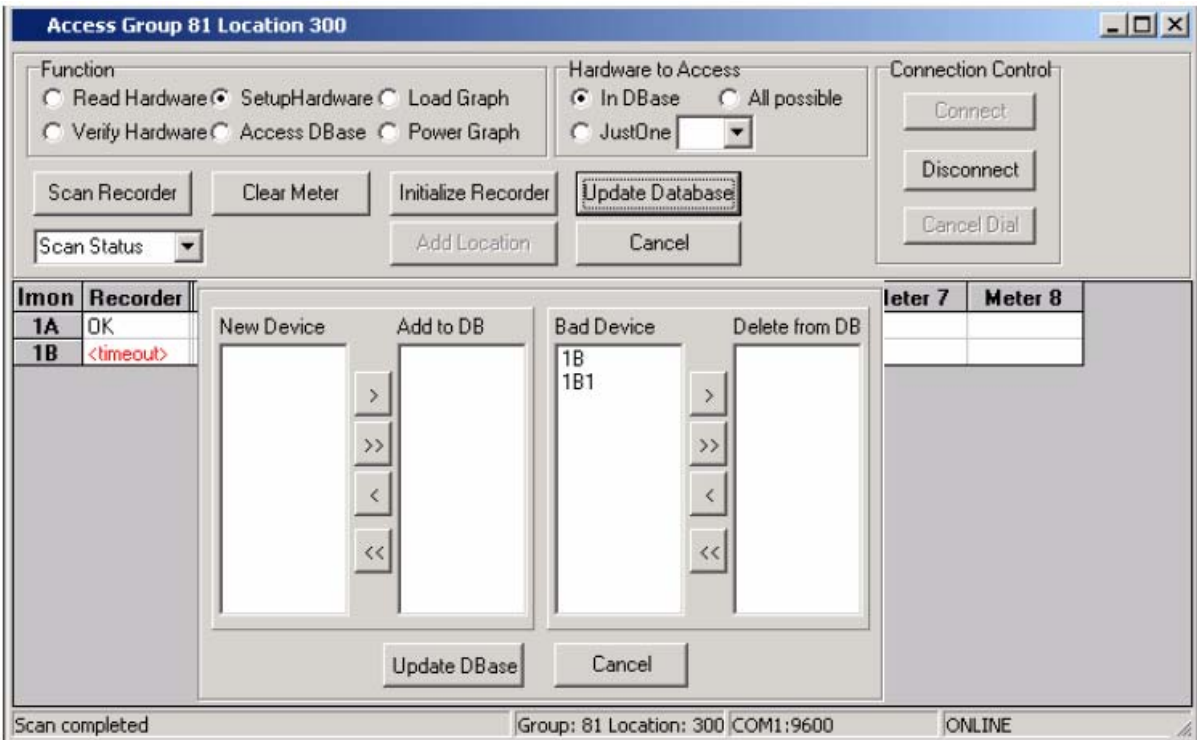 Access Group 81 Location 300
Function
Read Hardware SetupHardware Load Graph
Verify Hardware Access DBase Power Graph
Hardware to Access
In DBase All possible
JustOne
Connection Control
Connect
Disconnect
Cancel Dial
Scan Recorder Clear Meter Initialize Recorder Update Database
Scan Status Add Location Cancel
Imon Recorder Meter 8
1A OK
1B <timeout>
New Device Add to DB Bad Device Delete from DB
1B
1B1
> >
>> >>
< <
<< <<
Update DBase Cancel
Scan completed Group: 81 Location: 300 COM1:9600 ONLINE